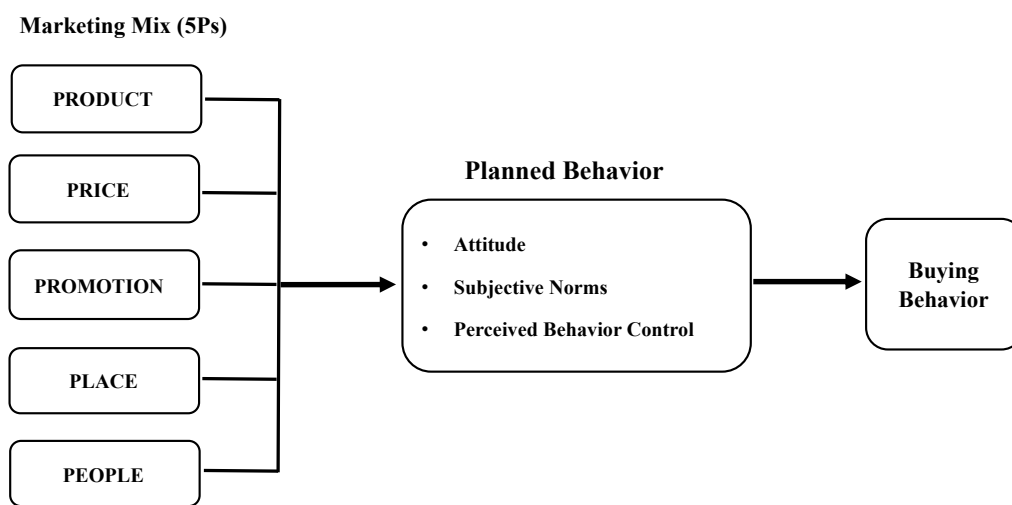 Marketing Mix (5Ps)
PRODUCT
PRICE
PROMOTION
PLACE
PEOPLE
Planned Behavior
• Attitude
• Subjective Norms
• Perceived Behavior Control
Buying
Behavior